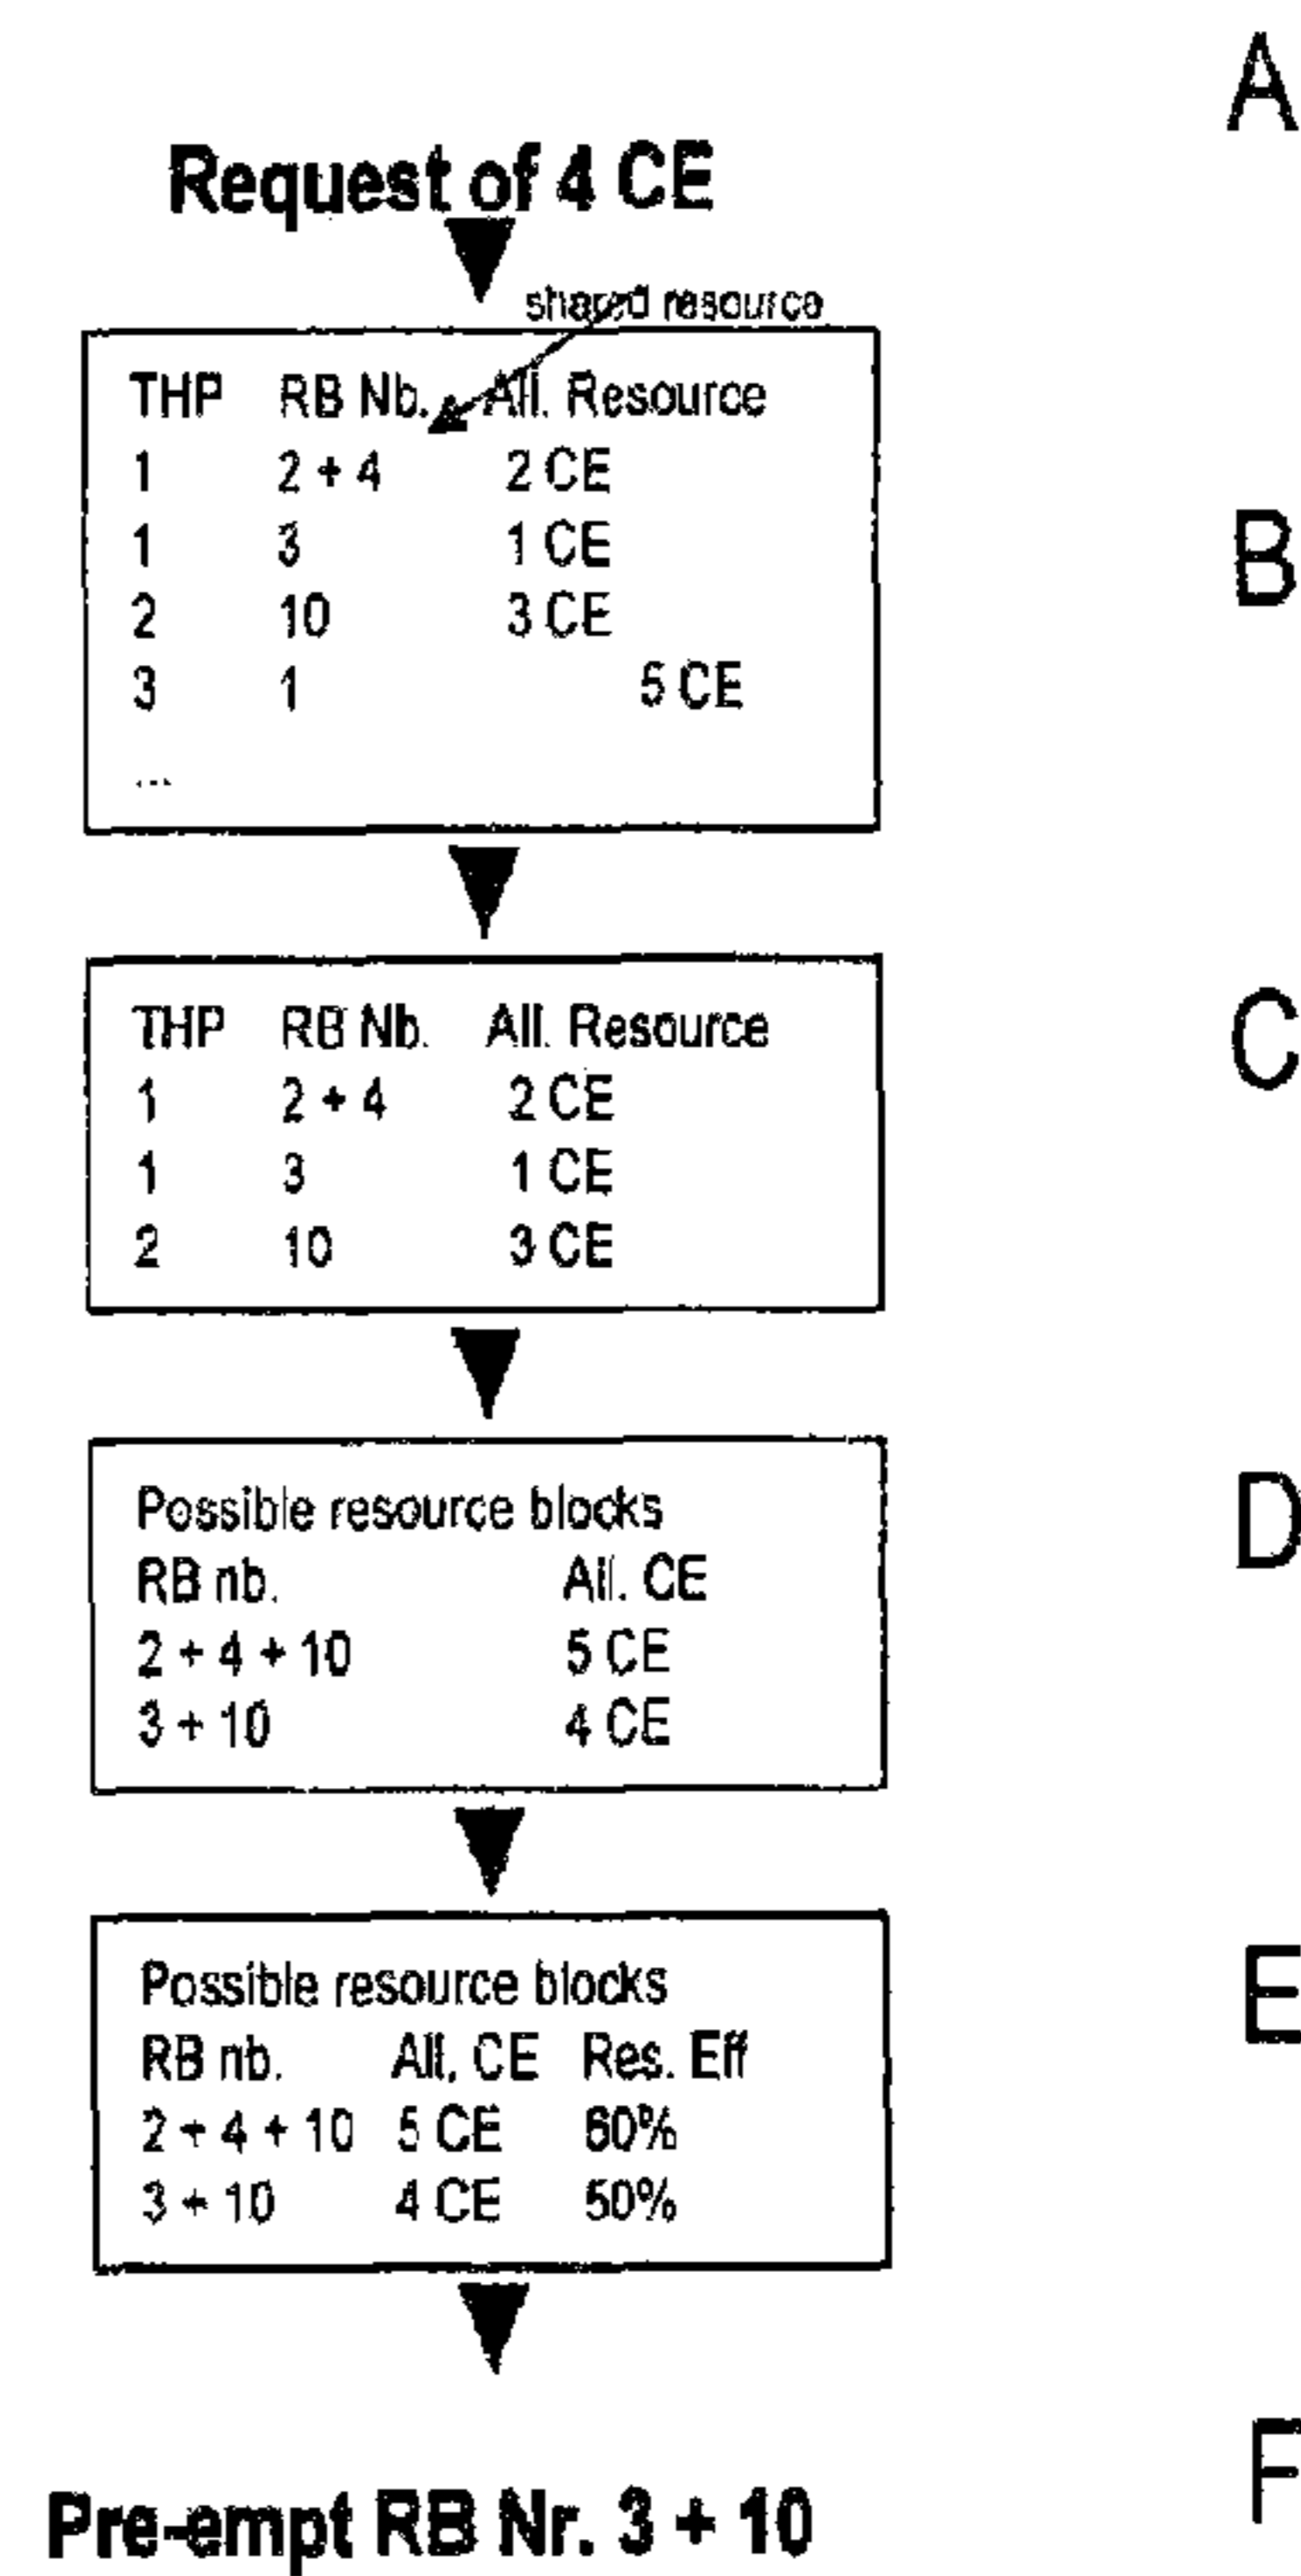 A
Request of 4 CE
shared resource
THP RB Nb. All. Resource
1 2 + 4 2 CE
1 3 1 CE
B
2 10 3 CE
3 1 5 CE
...
THP RB Nb. All. Resource
C
1 2 + 4 2 CE
1 3 1 CE
2 10 3 CE
Possible resource blocks
D
RB nb. All. CE
2 + 4 + 10 5 CE
3 + 10 4 CE
Possible resource blocks
E
RB nb. All. CE Res. Eff
2 + 4 + 10 5 CE 60%
3 + 10 4 CE 50%
F
Pre-empt RB Nr. 3 + 10